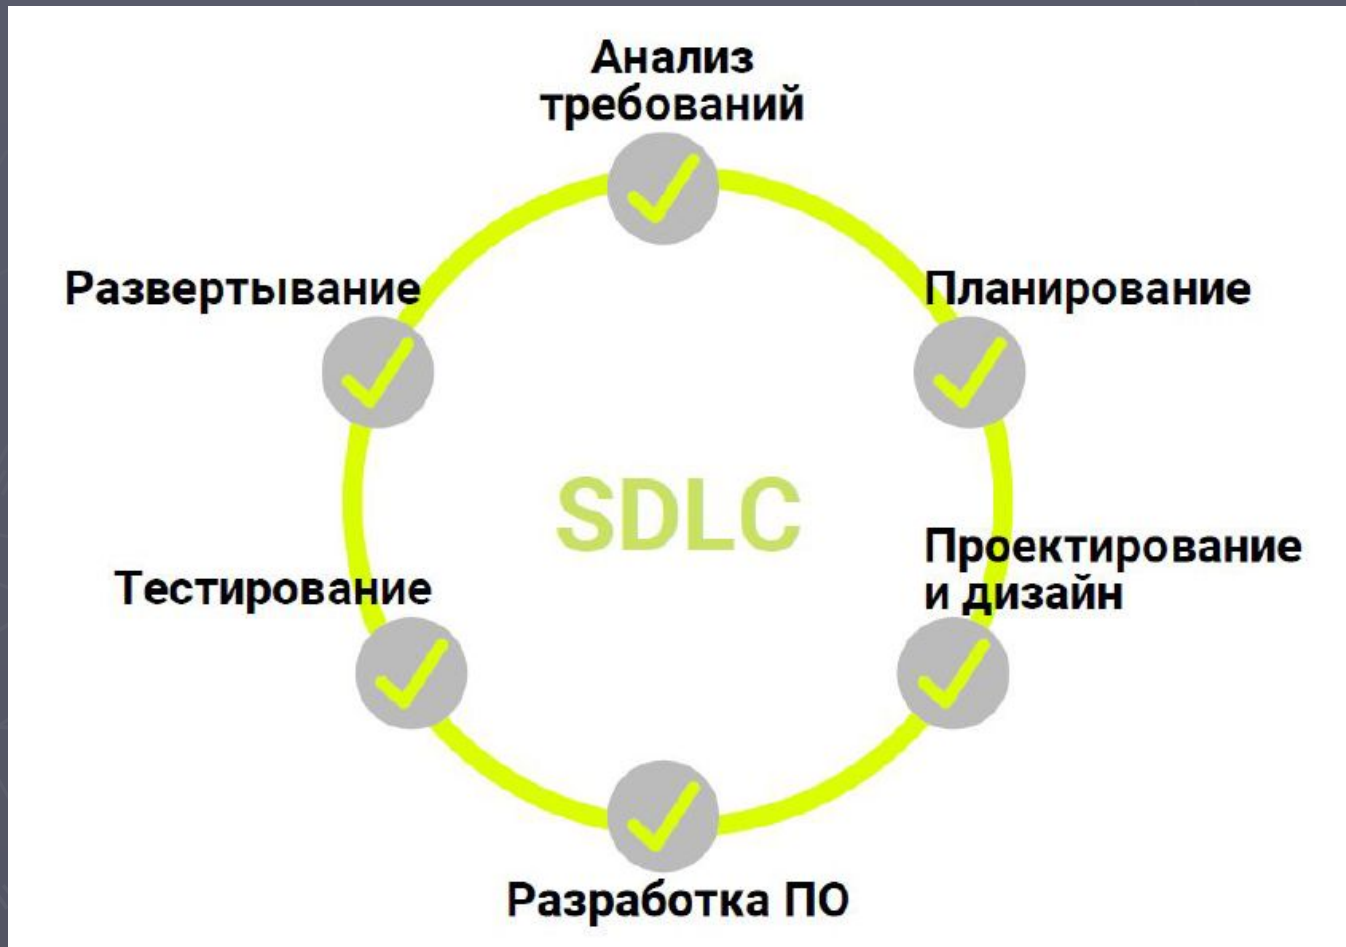 Анализ
требований
Развертывание
Планирование
SDLC
Проектирование
и дизайн
Тестирование
Разработка ПО